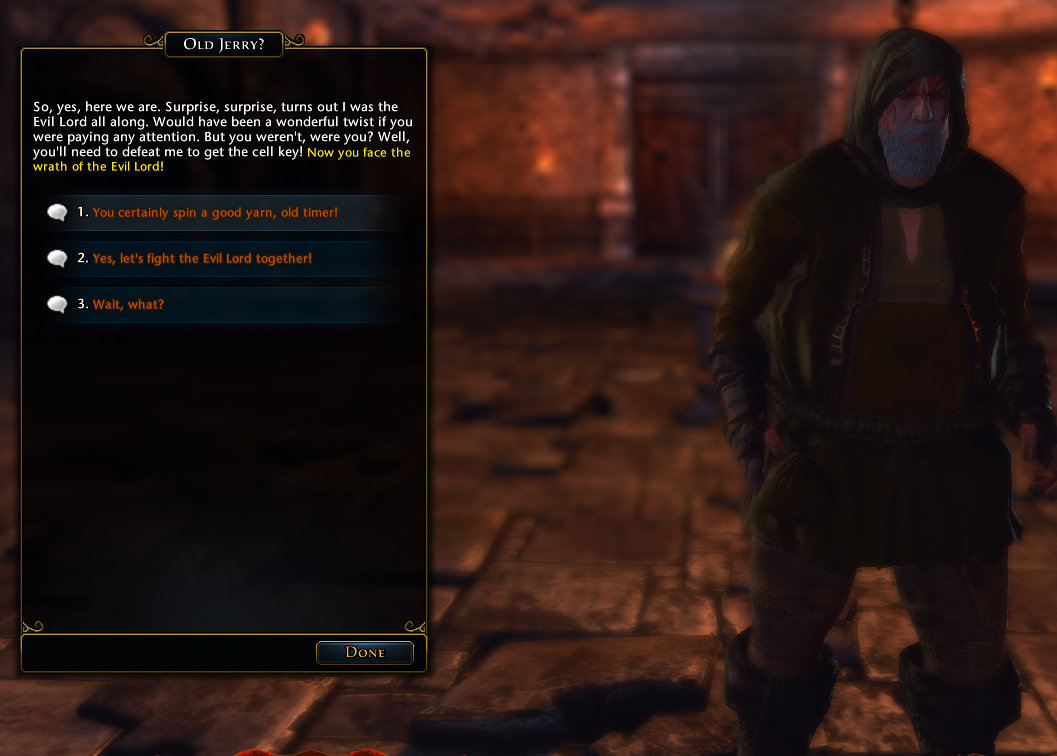 OLD JERRY?
So, yes, here we are. Surprise, surprise, turns out I was the
Evil Lord all along. Would have been a wonderful twist if you
were paying any attention. But you weren't, were you? Well,
you'll need to defeat me to get the cell key! Now you face the
wrath of the Evil Lord!
1. You certainly spin a good yarn, old timer!
2. Yes, let's fight the Evil Lord together!
3. Wait, what?
DONE